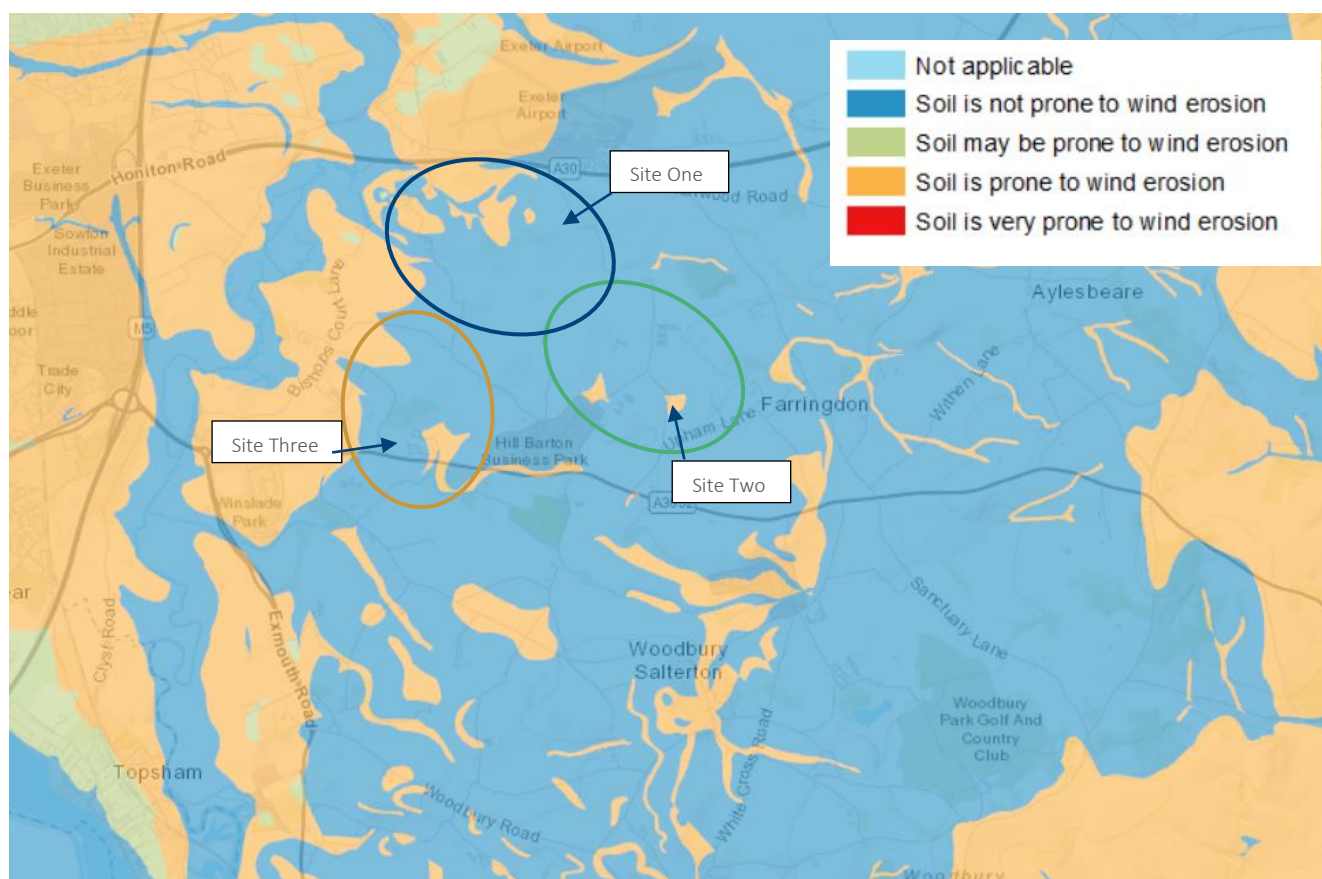 Exeter Airport
Exeter
Airport
Not applicable
Soil is not prone to wind erosion
Soil may be prone to wind erosion
Soil is prone to wind erosion
Soil is very prone to wind erosion
Honiton Road
A30
Site One
Exeter
Business
Park
Sowton
Industrial
Estate
Road
M5
Bishops Court Lane
Aylesbeare
Trade
City
Withen Lane
Farringdon
Upham Lane
Site Three
Hill Barton
Business Park
Site Two
Winslade
Park
Clyst Road
Exmouth Road
Sanctuary Lane
Woodbury
Salterton
Woodbury
Park Golf And
Country
Club
Topsham
White Cross Road
Woodbury Road
Woodbury